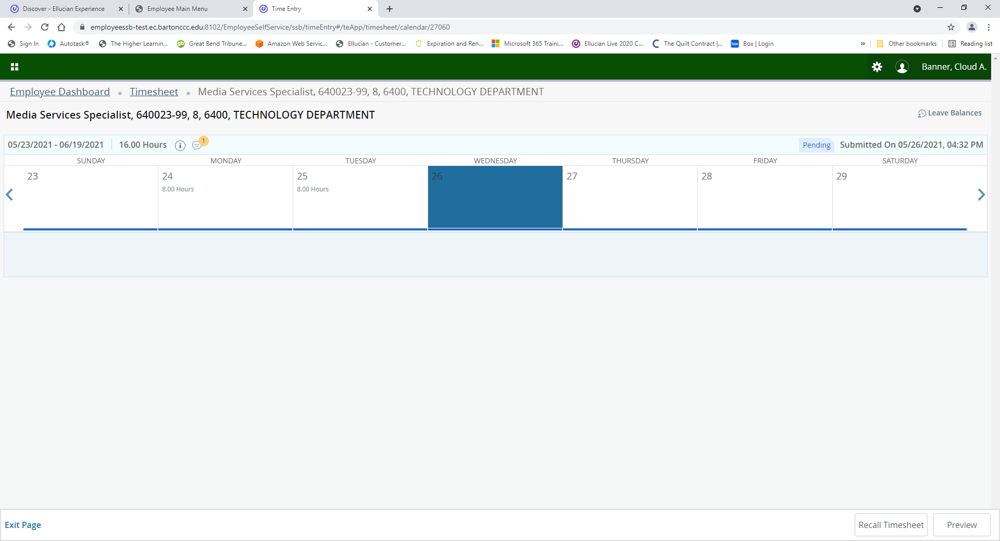 Discover - Ellucian Experience
Employee Main Menu
Time Entry
employeessb-test.ec.bartonccc.edu:8102/EmployeeSelfService/ssb/timeEntry#/teApp/timesheet/calendar/27060
Sign In
Autotask®
The Higher Learnin...
gb
Great Bend Tribune...
Amazon Web Servic...
Ellucian - Customer...
Expiration and Ren...
Microsoft 365 Traini...
Ellucian Live 2020 C...
The Quilt Contract |...
box
Box | Login
»
Other bookmarks
Reading list
Banner, Cloud A.
Employee Dashboard • Timesheet • Media Services Specialist, 640023-99, 8, 6400, TECHNOLOGY DEPARTMENT
Media Services Specialist, 640023-99, 8, 6400, TECHNOLOGY DEPARTMENT
Leave Balances
05/23/2021 - 06/19/2021
16.00 Hours
1
Pending
Submitted On 05/26/2021, 04:32 PM
SUNDAY MONDAY TUESDAY WEDNESDAY THURSDAY FRIDAY SATURDAY
23 24 25 26 27 28 29
8.00 Hours 8.00 Hours
Exit Page
Recall Timesheet
Preview